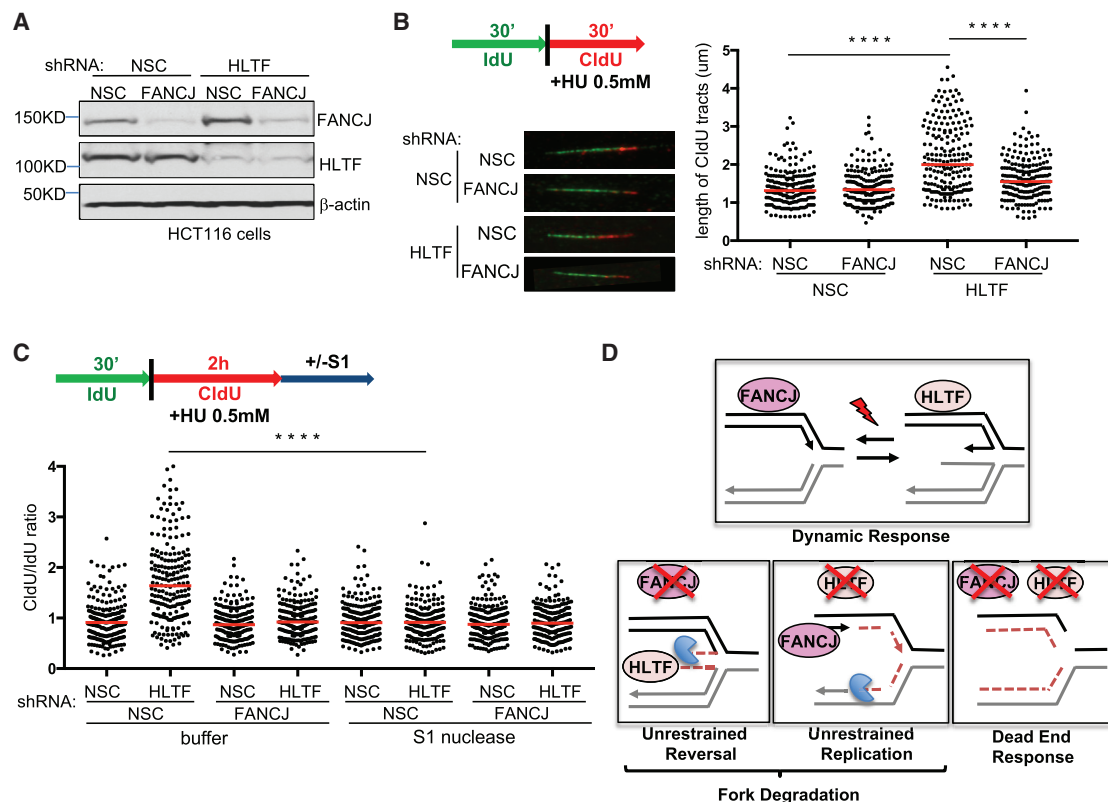 A
shRNA: NSC HLTF
NSC FANCJ NSC FANCJ
150KD FANCJ
100KD HLTF
50KD β-actin
HCT116 cells
B
30' 30'
IdU CldU
+HU 0.5mM
shRNA:
NSC
NSC
FANCJ
HLTF
NSC
FANCJ
**** ****
length of CldU tracts (um)
5
4
3
2
1
0
shRNA: NSC FANCJ NSC FANCJ
NSC HLTF
C
30' 2h +/-S1
IdU CldU
+HU 0.5mM
****
CldU/IdU ratio
4
3
2
1
0
shRNA: NSC HLTF NSC HLTF NSC HLTF NSC HLTF
NSC FANCJ NSC FANCJ
buffer S1 nuclease
D
FANCJ HLTF
Dynamic Response
FANCJ HLTF FANCJ HLTF
HLTF FANCJ
Unrestrained Reversal
Unrestrained Replication
Dead End Response
Fork Degradation